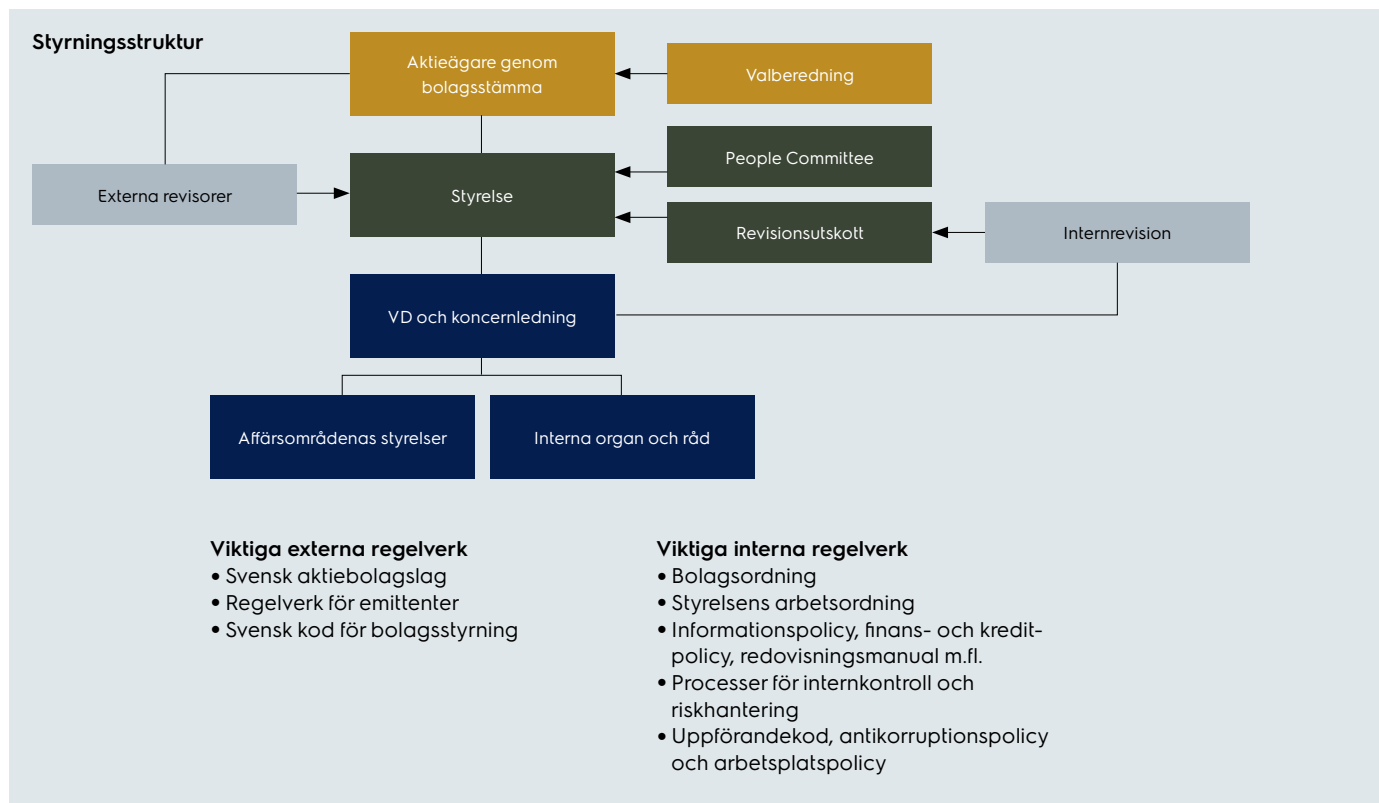 Styrningsstruktur
Aktieägare genom
bolagsstämma
Valberedning
People Committee
Externa revisorer
Styrelse
Revisionsutskott
Internrevision
VD och koncernledning
Affärsområdenas styrelser
Interna organ och råd
Viktiga externa regelverk
• Svensk aktiebolagslag
• Regelverk för emittenter
• Svensk kod för bolagsstyrning
Viktiga interna regelverk
• Bolagsordning
• Styrelsens arbetsordning
• Informationspolicy, finans- och kredit-
policy, redovisningsmanual m.fl.
• Processer för internkontroll och
riskhantering
• Uppförandekod, antikorruptionspolicy
och arbetsplatspolicy